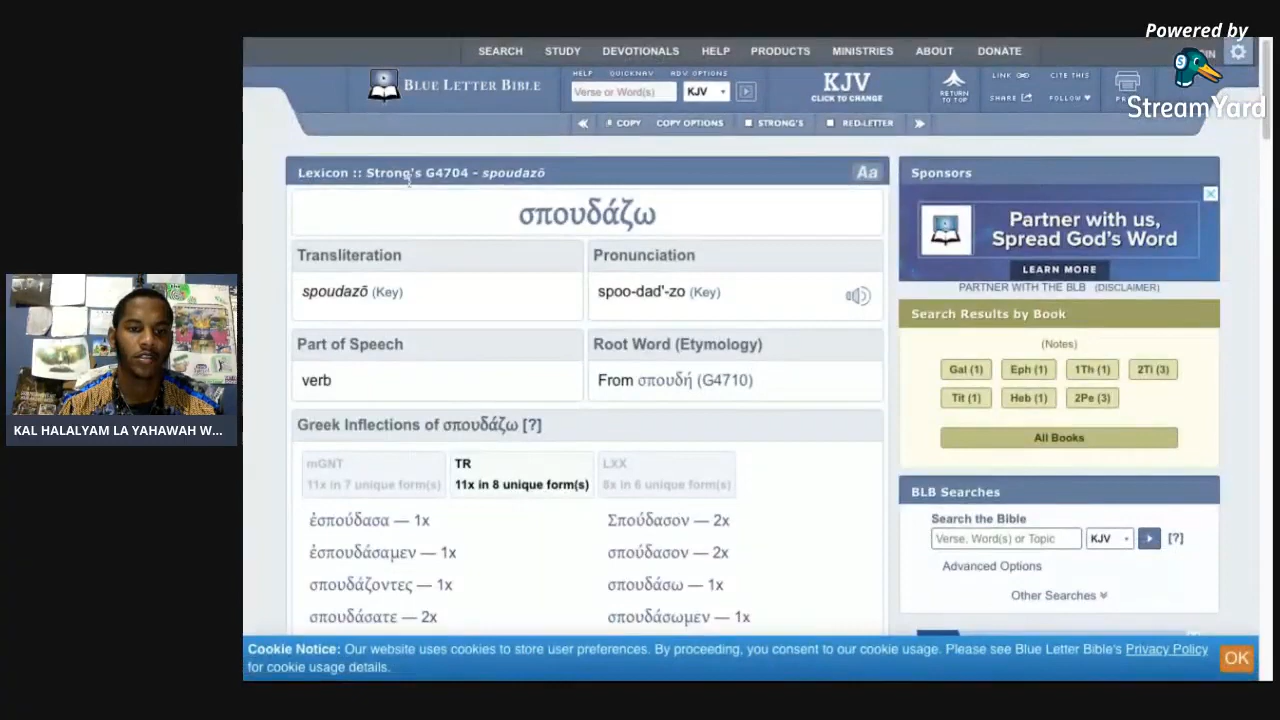 Powered by
StreamYard
SEARCH STUDY DEVOTIONALS HELP PRODUCTS MINISTRIES ABOUT DONATE
BLUE LETTER BIBLE
HELP QUICKNAV ADV. OPTIONS
Verse or Word(s) KJV
KJV
CLICK TO CHANGE
RETURN TO TOP
LINK CITE THIS
SHARE FOLLOW
COPY COPY OPTIONS STRONG'S RED-LETTER
Lexicon :: Strong's G4704 - spoudazō Aa
σπουδάζω
Transliteration Pronunciation
spoudazō (Key) spoo-dad'-zo (Key)
Part of Speech Root Word (Etymology)
verb From σπουδή (G4710)
Greek Inflections of σπουδάζω [?]
mGNT TR LXX
11x in 7 unique form(s) 11x in 8 unique form(s) 8x in 6 unique form(s)
ἐσπούδασα — 1x Σπούδασον — 2x
ἐσπουδάσαμεν — 1x σπούδασον — 2x
σπουδάζοντες — 1x σπουδάσω — 1x
σπουδάσατε — 2x σπουδάσωμεν — 1x
Sponsors
Partner with us,
Spread God's Word
LEARN MORE
PARTNER WITH THE BLB (DISCLAIMER)
Search Results by Book
(Notes)
Gal (1) Eph (1) 1Th (1) 2Ti (3)
Tit (1) Heb (1) 2Pe (3)
All Books
BLB Searches
Search the Bible
Verse, Word(s) or Topic KJV [?]
Advanced Options
Other Searches
KAL HALALYAM LA YAHAWAH W...
Cookie Notice: Our website uses cookies to store user preferences. By proceeding, you consent to our cookie usage. Please see Blue Letter Bible's Privacy Policy
for cookie usage details.
OK